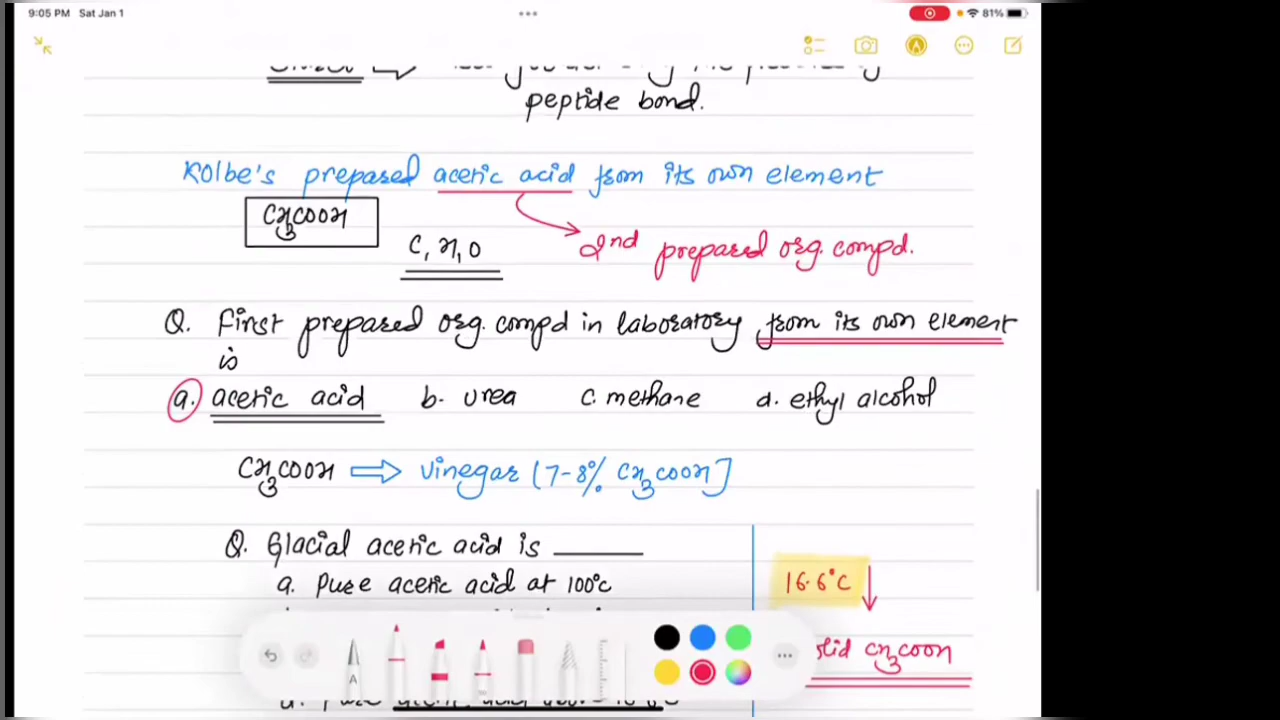 9:05 PM Sat Jan 1
81%
peptide bond.
Kolbe's prepared acetic acid from its own element
CH3COOH
C, H, O
2nd prepared org. compd.
Q. First prepared org. compd in laboratory from its own element
is
a. acetic acid b. urea c. methane d. ethyl alcohol
CH3COOH ⇒ vinegar [7-8% CH3COOH]
Q. Glacial acetic acid is ______
a. Pure acetic acid at 100°c
16.6°C ↓
CH3COOH
A